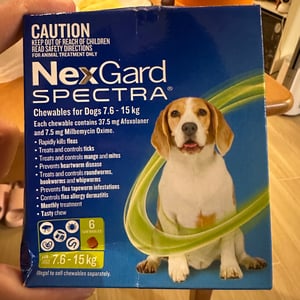 CAUTION
KEEP OUT OF REACH OF CHILDREN
READ SAFETY DIRECTIONS
FOR ANIMAL TREATMENT ONLY
NexGard
SPECTRA®
Chewables for Dogs 7.6 - 15 kg
Each chewable contains 37.5 mg Afoxolaner
and 7.5 mg Milbemycin Oxime.
• Rapidly kills fleas
• Treats and controls ticks
• Treats and controls mange and mites
• Prevents heartworm disease
• Treats and controls roundworms,
hookworms and whipworms
• Prevents flea tapeworm infestations
• Controls flea allergy dermatitis
• Monthly treatment
• Tasty chew
6
CHEWABLES
7.6 - 15 kg
Illegal to sell chewables separately.